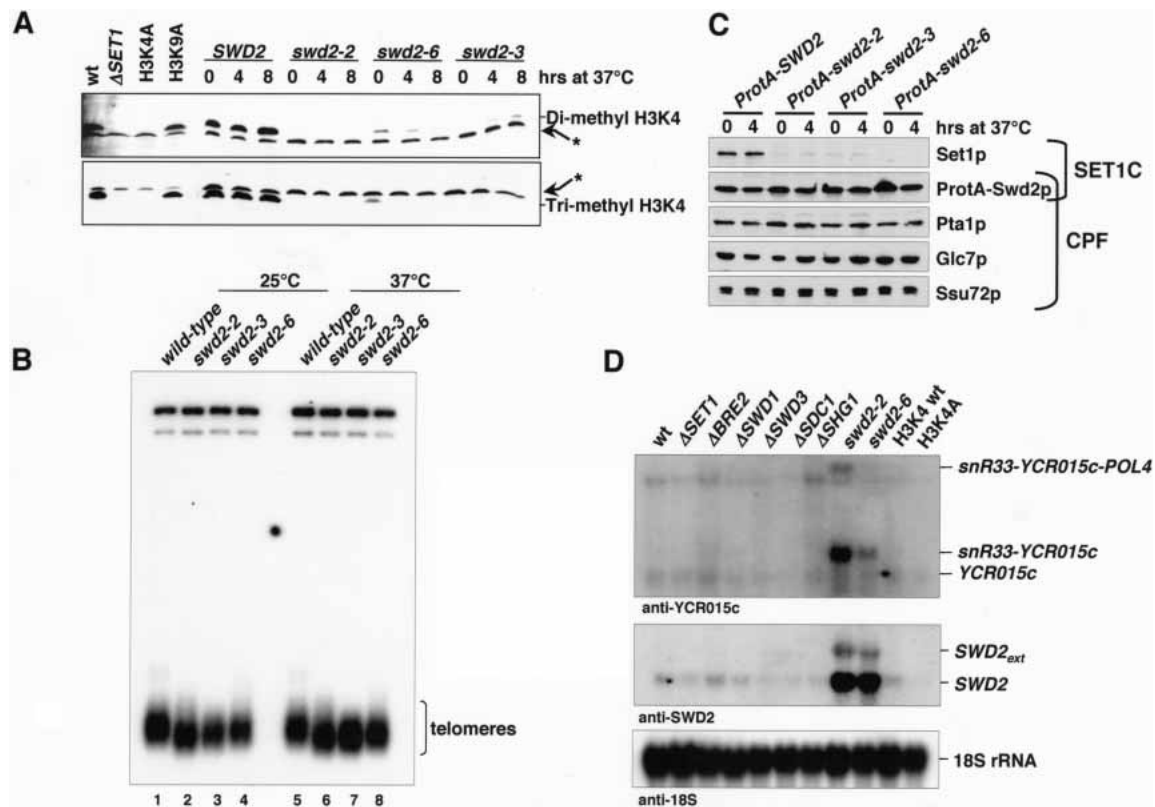 A
wt
ΔSET1
H3K4A
H3K9A
SWD2
swd2-2
swd2-6
swd2-3
0 4 8 0 4 8 0 4 8 0 4 8 hrs at 37°C
Di-methyl H3K4
*
*
Tri-methyl H3K4
B
25°C 37°C
wild-type
swd2-2
swd2-3
swd2-6
wild-type
swd2-2
swd2-3
swd2-6
telomeres
1 2 3 4 5 6 7 8
C
ProtA-SWD2
ProtA-swd2-2
ProtA-swd2-3
ProtA-swd2-6
0 4 0 4 0 4 0 4 hrs at 37°C
Set1p
ProtA-Swd2p
Pta1p
Glc7p
Ssu72p
SET1C
CPF
D
wt
ΔSET1
ΔBRE2
ΔSWD1
ΔSWD3
ΔSDC1
ΔSHG1
swd2-2
swd2-6
H3K4 wt
H3K4A
snR33-YCR015c-POL4
snR33-YCR015c
YCR015c
anti-YCR015c
SWD2ext
SWD2
anti-SWD2
18S rRNA
anti-18S